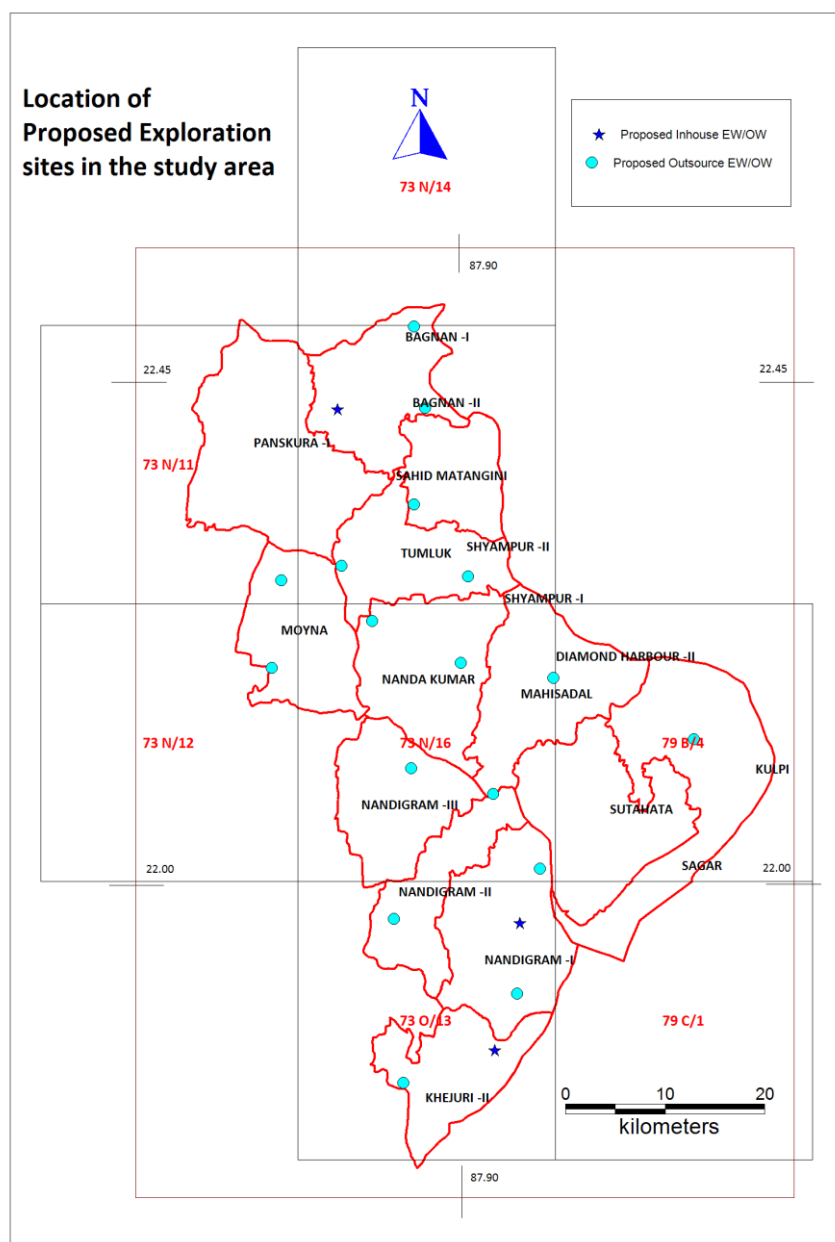 Location of
Proposed Exploration
sites in the study area
N
Proposed Inhouse EW/OW
Proposed Outsource EW/OW
73 N/14
87.90
BAGNAN -I
22.45
22.45
BAGNAN -II
PANSKURA -I
73 N/11
SAHID MATANGINI
SHYAMPUR -II
TUMLUK
SHYAMPUR - I
MOYNA
DIAMOND HARBOUR -II
NANDA KUMAR
MAHISADAL
73 N/12
73 N/16
79 B/4
KULPI
NANDIGRAM -III
SUTAHATA
SAGAR
22.00
22.00
NANDIGRAM -II
NANDIGRAM -I
73 O/13
79 C/1
KHEJURI -II
0 10 20
kilometers
87.90